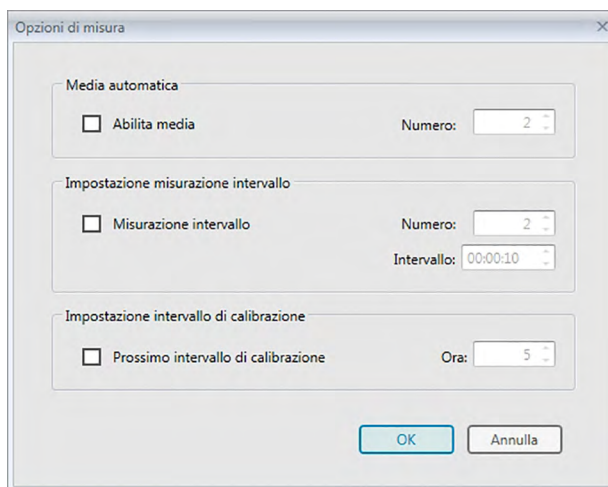 Opzioni di misura
Media automatica
Abilita media Numero: 2
Impostazione misurazione intervallo
Misurazione intervallo Numero: 2
Intervallo: 00:00:10
Impostazione intervallo di calibrazione
Prossimo intervallo di calibrazione Ora: 5
OK Annulla